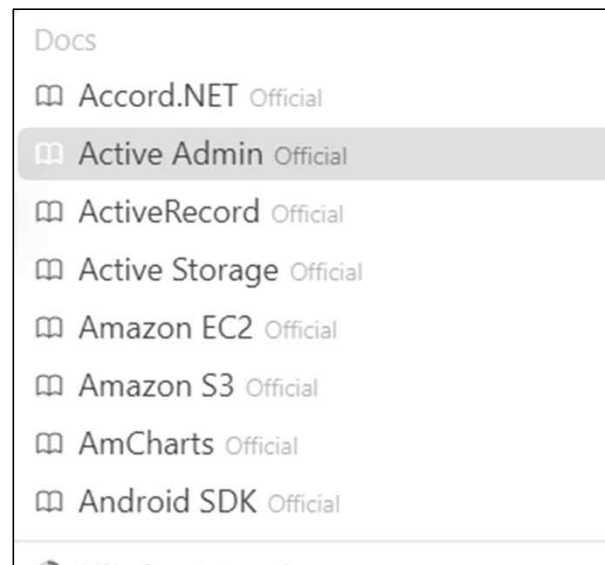 Docs
Accord.NET Official
Active Admin Official
ActiveRecord Official
Active Storage Official
Amazon EC2 Official
Amazon S3 Official
AmCharts Official
Android SDK Official